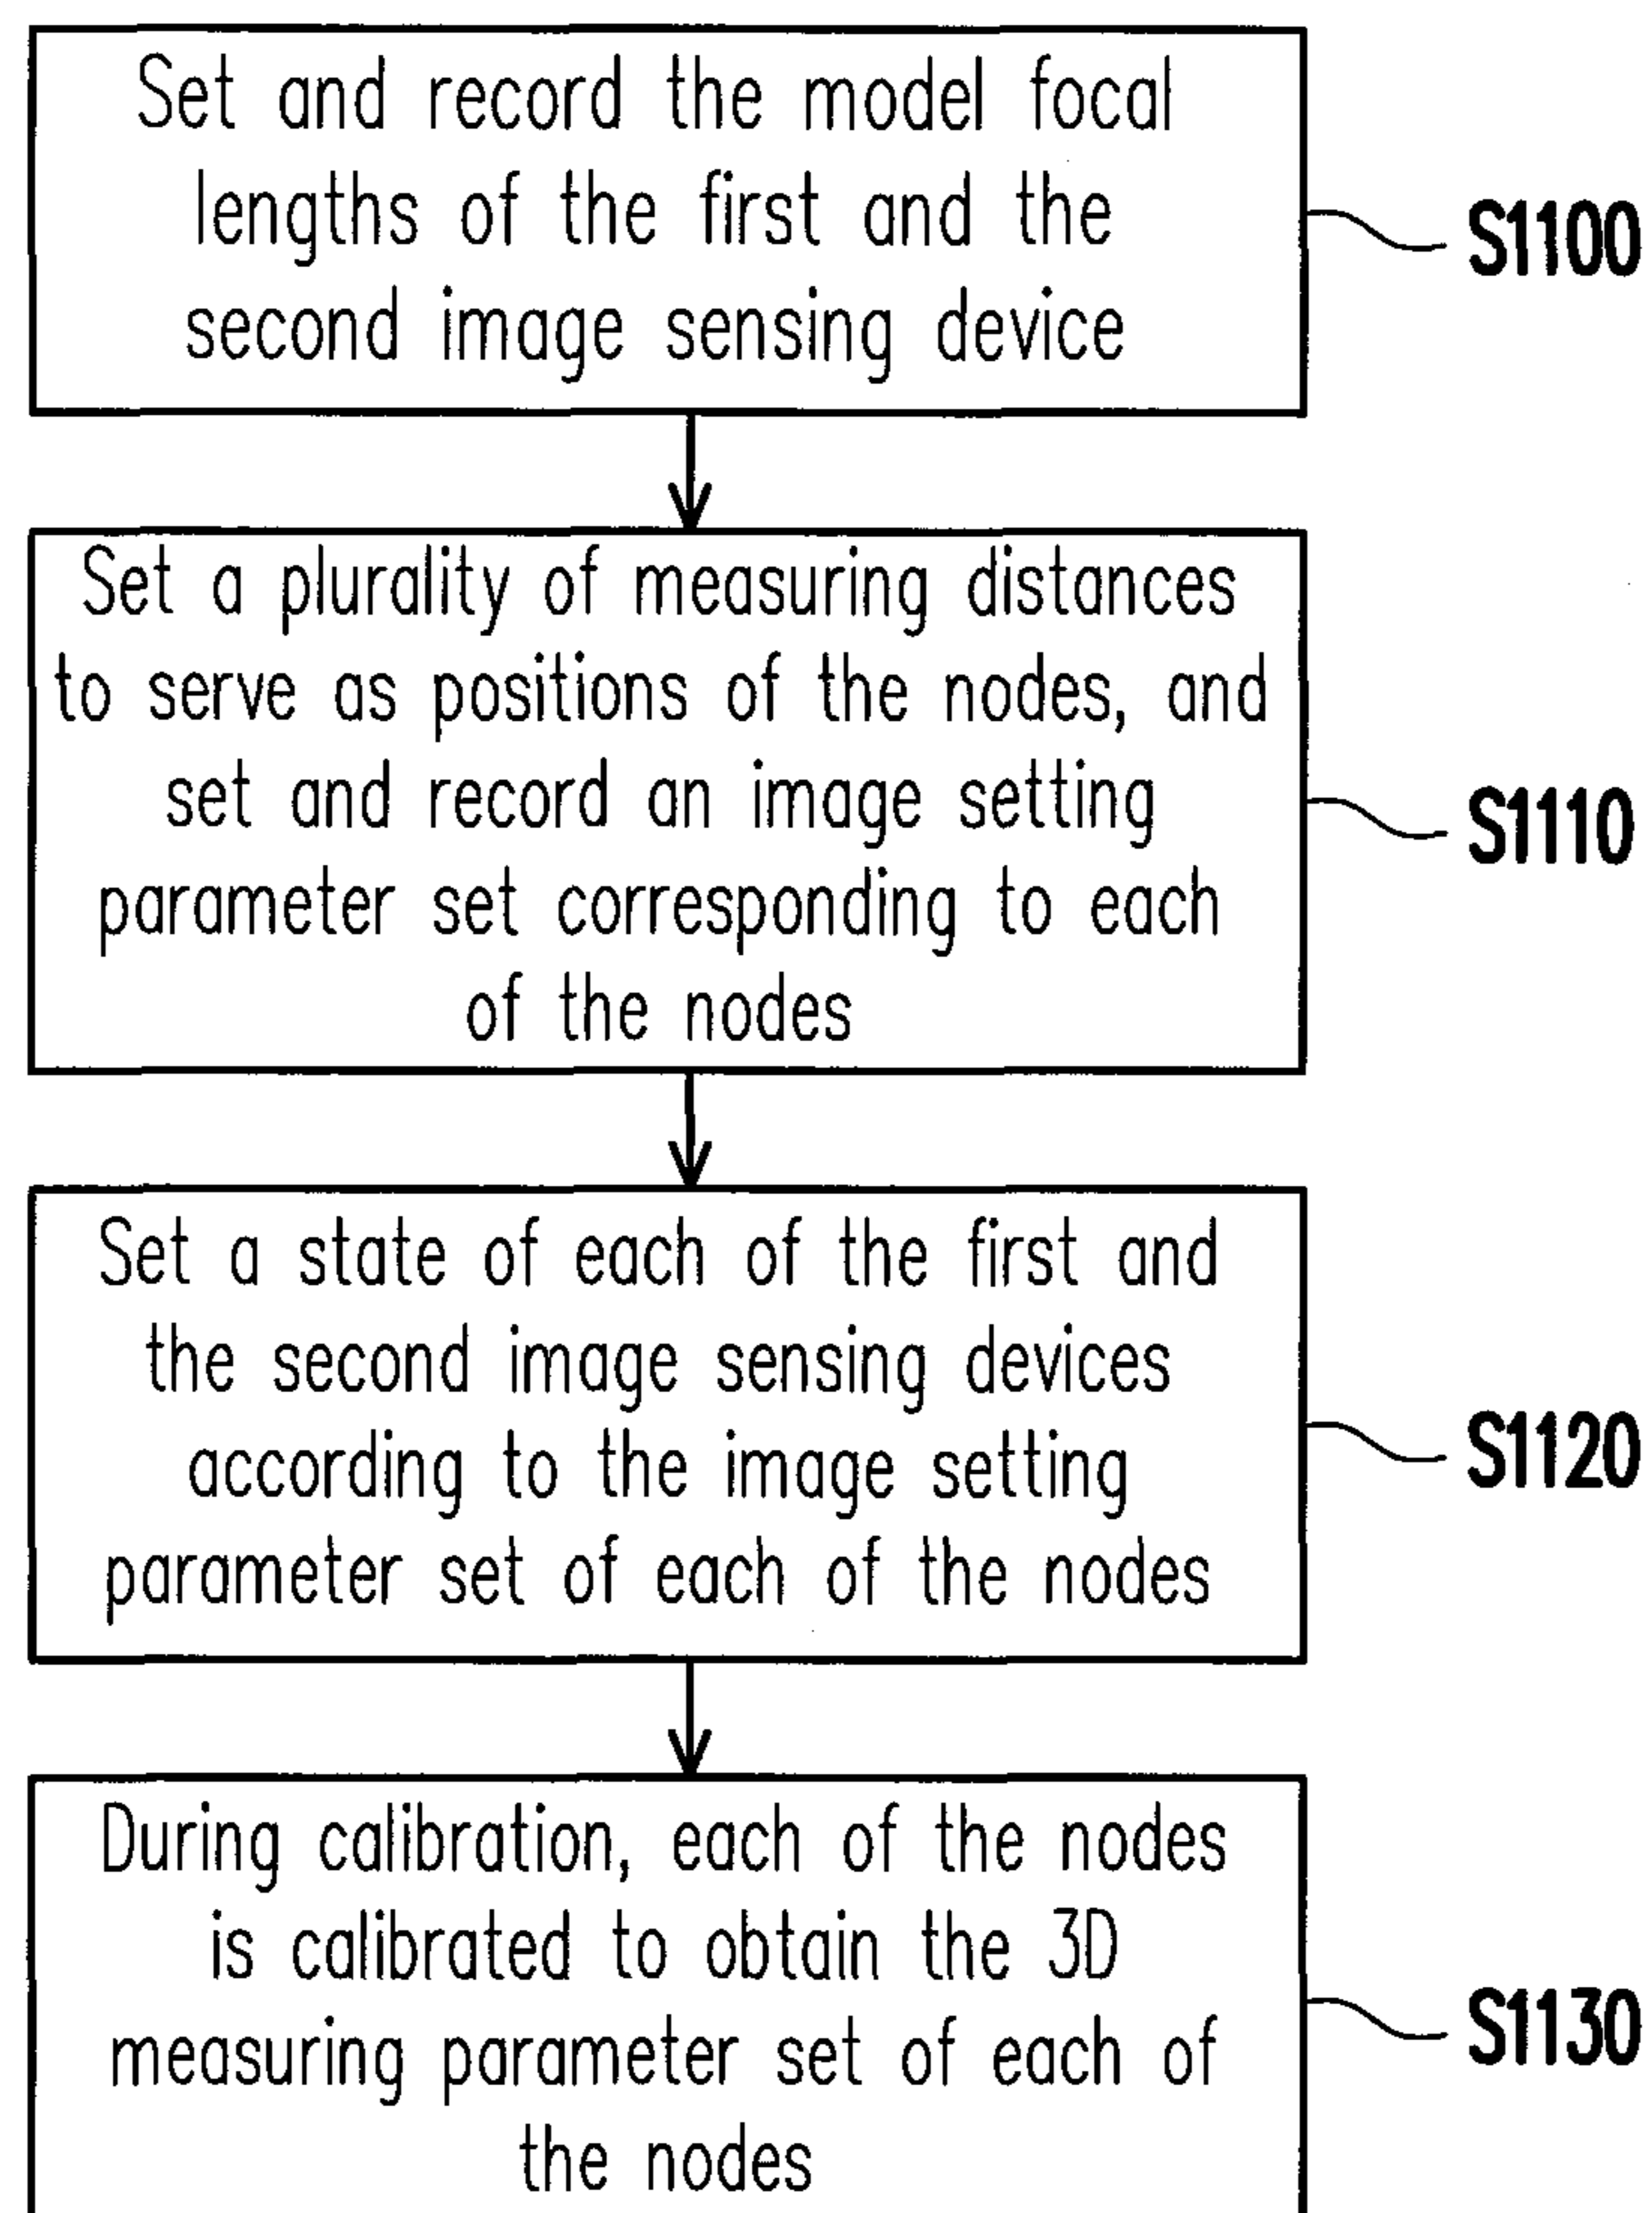 Set and record the model focal
lengths of the first and the
second image sensing device
S1100
Set a plurality of measuring distances
to serve as positions of the nodes, and
set and record an image setting
parameter set corresponding to each
of the nodes
S1110
Set a state of each of the first and
the second image sensing devices
according to the image setting
parameter set of each of the nodes
S1120
During calibration, each of the nodes
is calibrated to obtain the 3D
measuring parameter set of each of
the nodes
S1130